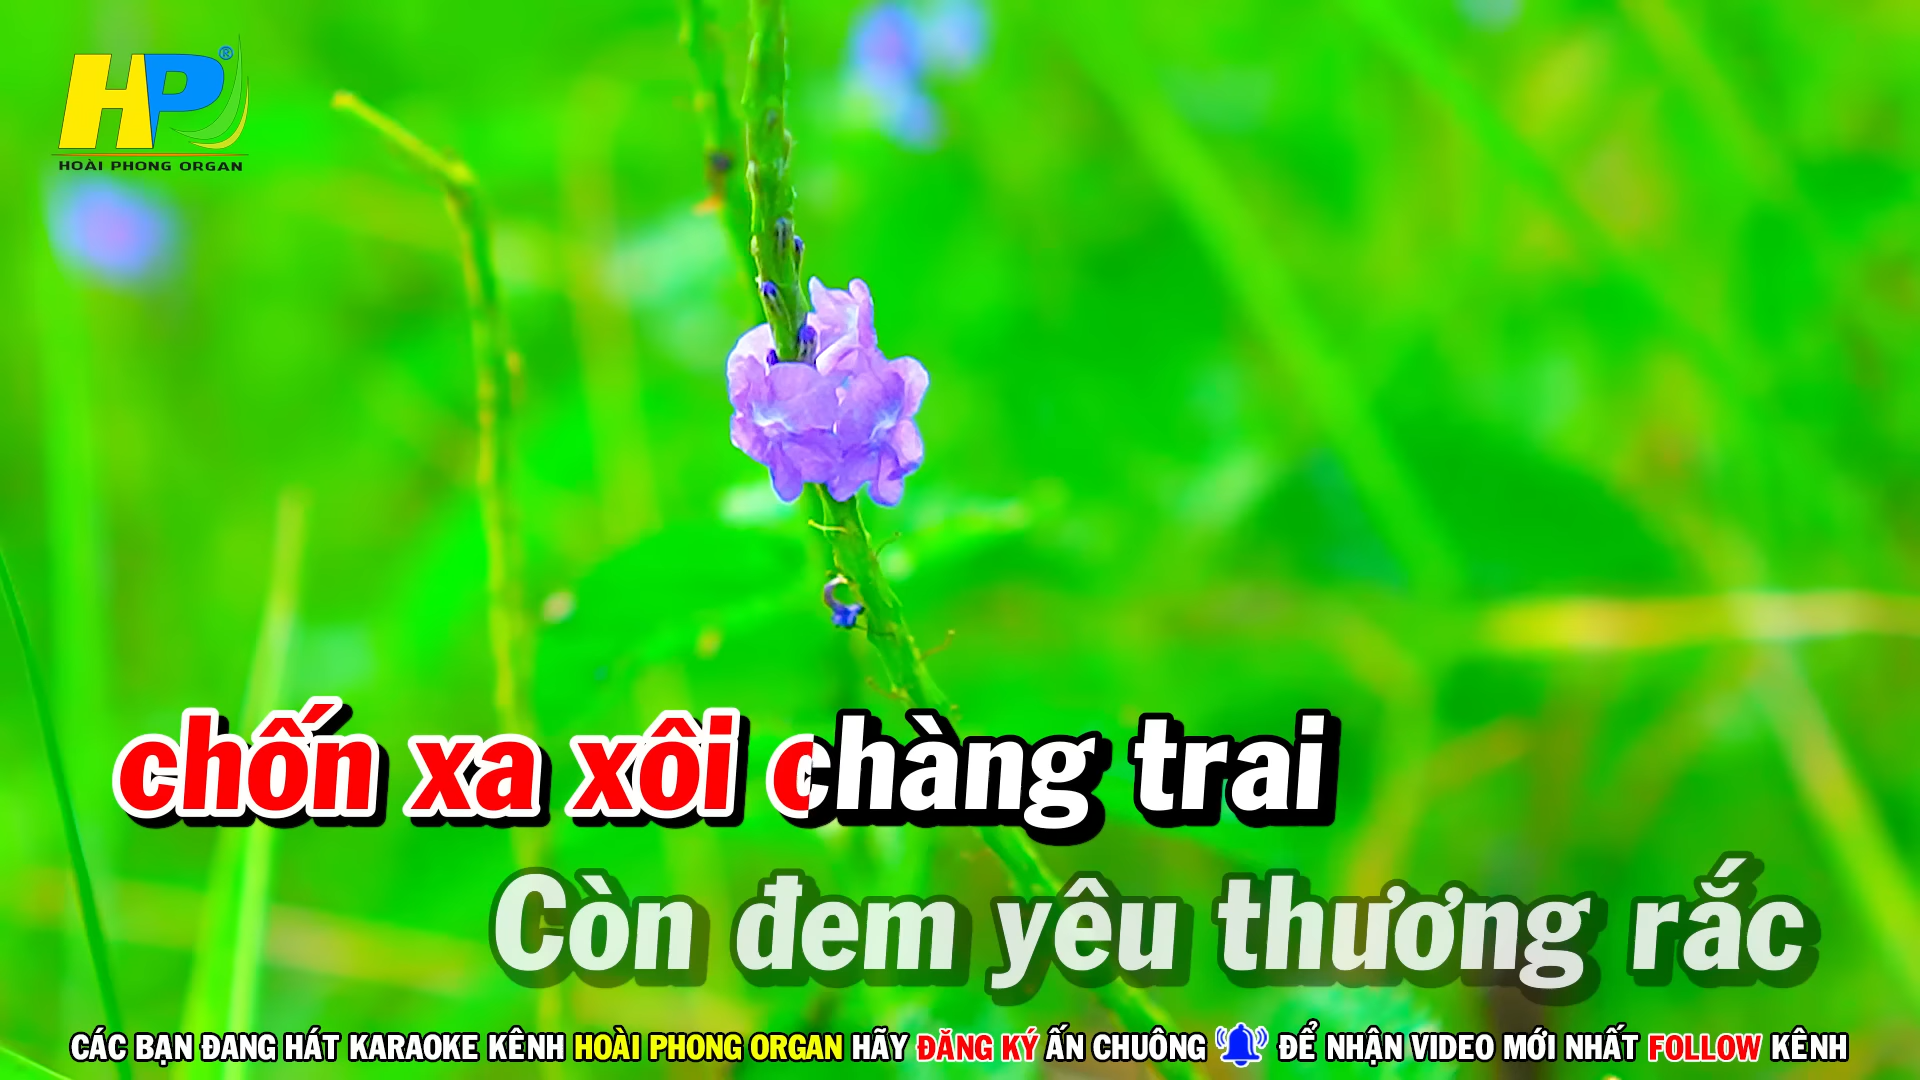 HP®
HOÀI PHONG ORGAN
chốn xa xôi chàng trai
Còn đem yêu thương rắc
CÁC BẠN ĐANG HÁT KARAOKE KÊNH HOÀI PHONG ORGAN HÃY ĐĂNG KÝ ẤN CHUÔNG ĐỂ NHẬN VIDEO MỚI NHẤT FOLLOW KÊNH